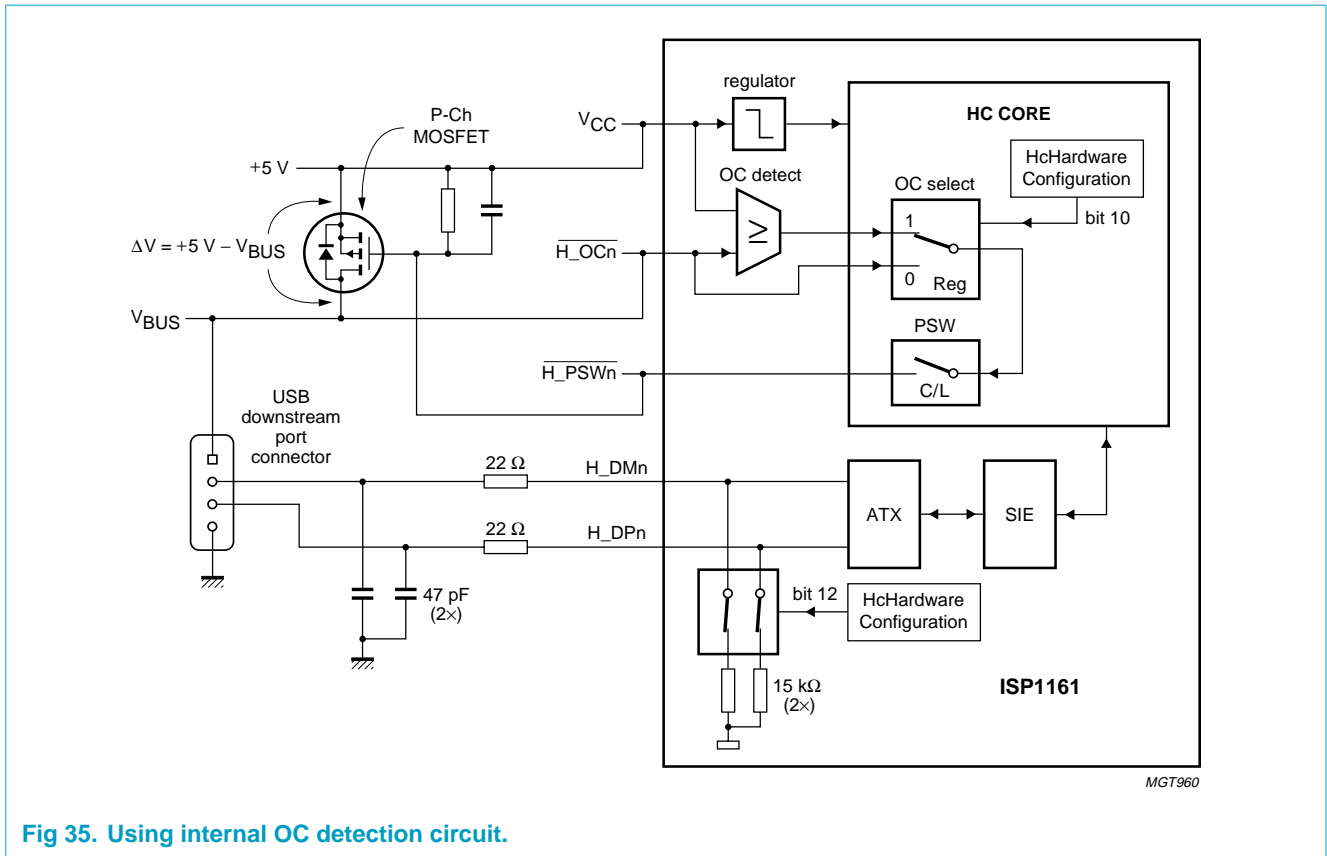 regulator
P-Ch
MOSFET
VCC
HC CORE
HcHardware
Configuration
+5 V
OC detect
OC select
bit 10
1
≥
ΔV = +5 V − VBUS
H_OCn
0
Reg
VBUS
PSW
H_PSWn
C/L
USB
downstream
port
connector
22 Ω
H_DMn
ATX
SIE
22 Ω
H_DPn
47 pF
(2×)
bit 12
HcHardware
Configuration
15 kΩ
(2×)
ISP1161
MGT960
Fig 35. Using internal OC detection circuit.